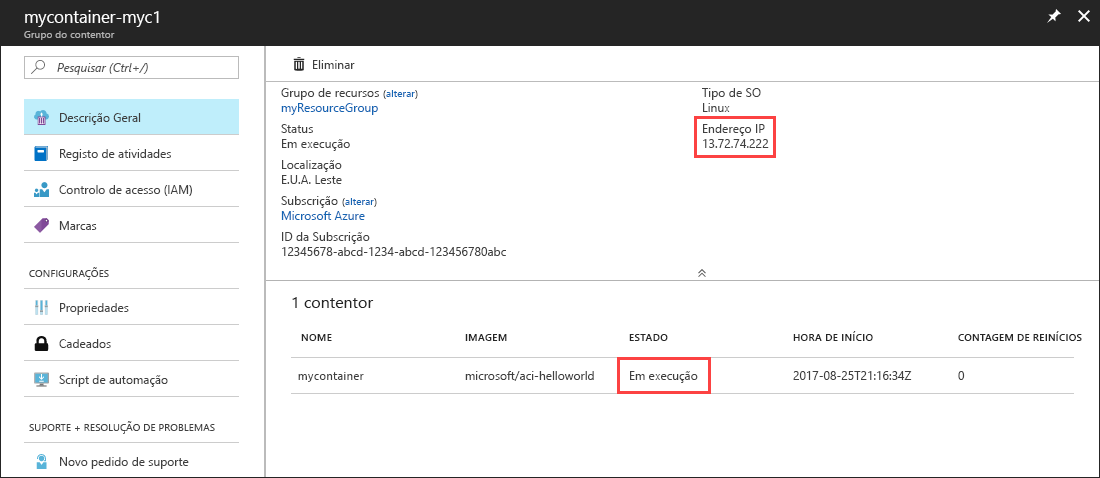 mycontainer-myc1
Grupo do contentor
Pesquisar (Ctrl+/)
Descrição Geral
Registo de atividades
Controlo de acesso (IAM)
Marcas
CONFIGURAÇÕES
Propriedades
Cadeados
Script de automação
SUPORTE + RESOLUÇÃO DE PROBLEMAS
Novo pedido de suporte
Eliminar
Grupo de recursos (alterar)
myResourceGroup
Status
Em execução
Localização
E.U.A. Leste
Subscrição (alterar)
Microsoft Azure
ID da Subscrição
12345678-abcd-1234-abcd-123456780abc
Tipo de SO
Linux
Endereço IP
13.72.74.222
1 contentor
NOME IMAGEM ESTADO HORA DE INÍCIO CONTAGEM DE REINÍCIOS
mycontainer microsoft/aci-helloworld Em execução 2017-08-25T21:16:34Z 0